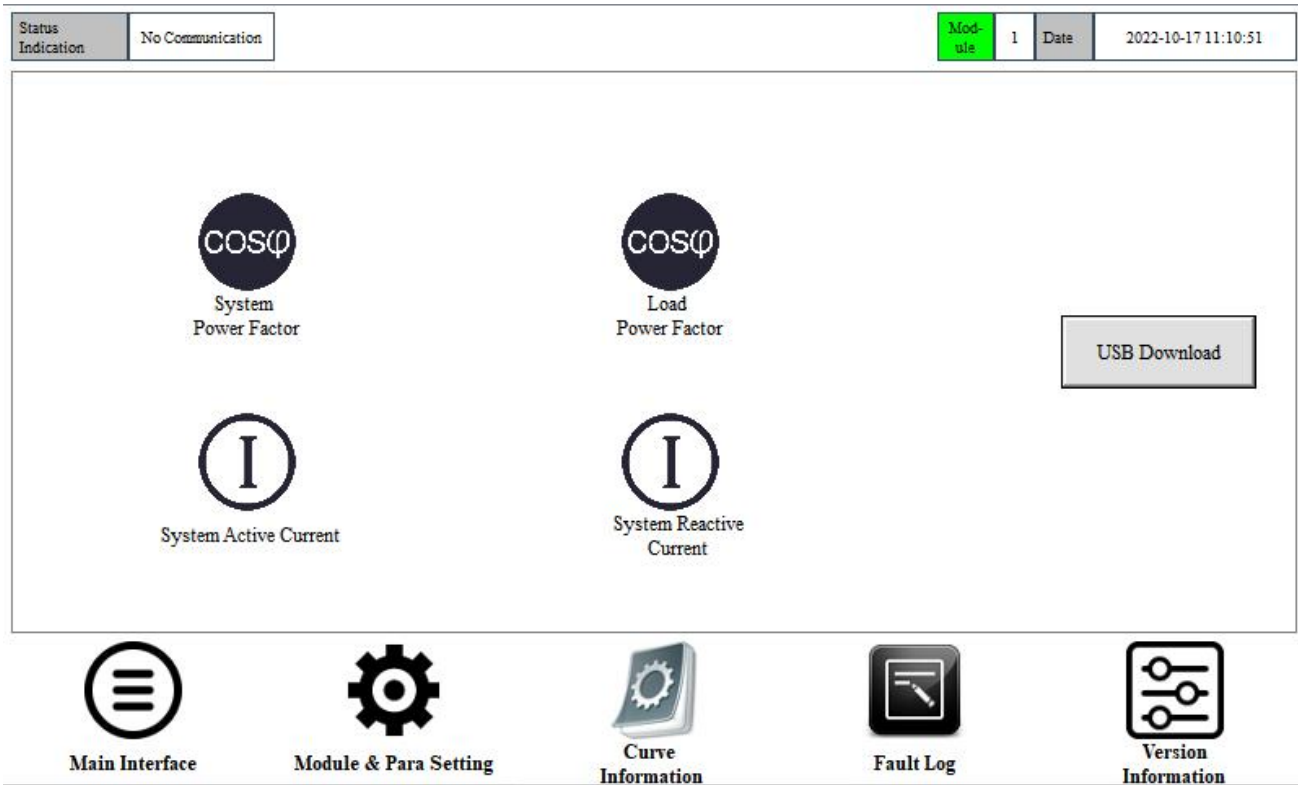 Status
Indication
No Communication
Mod-
ule
1
Date
2022-10-17 11:10:51
cosφ
System
Power Factor
cosφ
Load
Power Factor
USB Download
I
System Active Current
I
System Reactive
Current
Main Interface
Module & Para Setting
Curve
Information
Fault Log
Version
Information